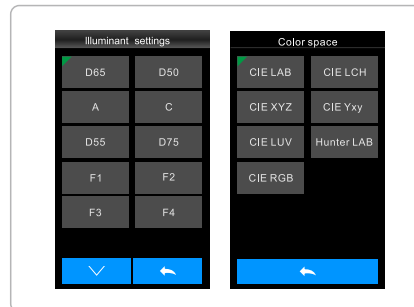 Illuminant settings
D65 D50
A C
D55 D75
F1 F2
F3 F4
Color space
CIE LAB CIE LCH
CIE XYZ CIE Yxy
CIE LUV Hunter LAB
CIE RGB